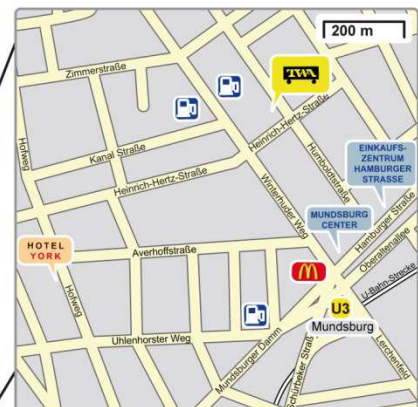 200 m
Zimmerstraße
TWA
Hofweg
Kanal Straße
Heinrich-Hertz-Straße
Heinrich-Hertz-Straße
Humboldtstraße
EINKAUFS-
ZENTRUM
HAMBURGER
STRASSE
Winterhuder Weg
MUNDSBURG
CENTER
Hamburger Straße
Oberaltenallee
HOTEL
YORK
Averhoffstraße
U-Bahn-Strecke
Hofweg
U3
Mundsburg
Uhlenhorster Weg
Mundsburger Damm
Schürbeker Straße
Lerchenfeld